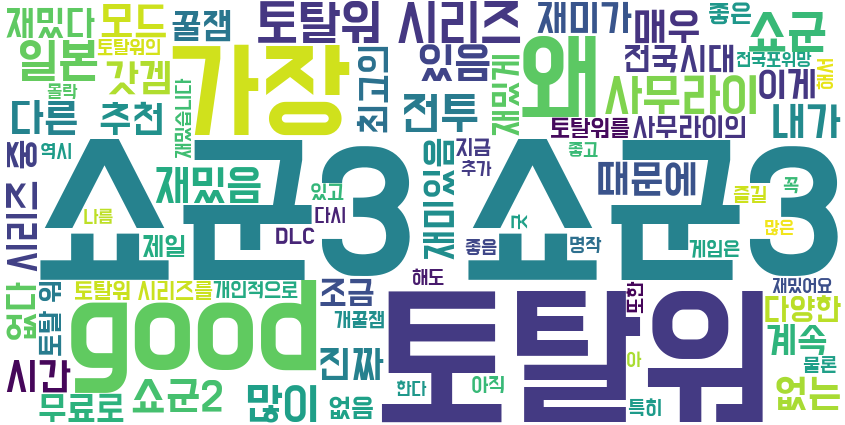 재밌다 모드 꿀잼 토탈워 시리즈 재미가 좋은
토탈워의 매우 쇼군
일본 갓겜 가장 최고의 있음 왜 전국시대 전국포위망
몰락 재밌습니다 전투 재밌게 사무라이 이게 해서
다른 추천 토탈워를 사무라이의 내가
중 역시 쇼군3 쇼군3
시리즈 재밌음 있고 재미있음 지금 추가 좋고 때문에 즐길 꼭
나름 다시 굿 많은
제일 DLC 좋음 명작 게임은
없다 토탈 워 토탈워 시리즈를 개인적으로 해도 또한 재밌어요
good 조금 토탈워 다양한
개꿀잼 계속
시간 진짜 아 물론
무료로 쇼군2 많이 없음 한다 아직 특히 없는